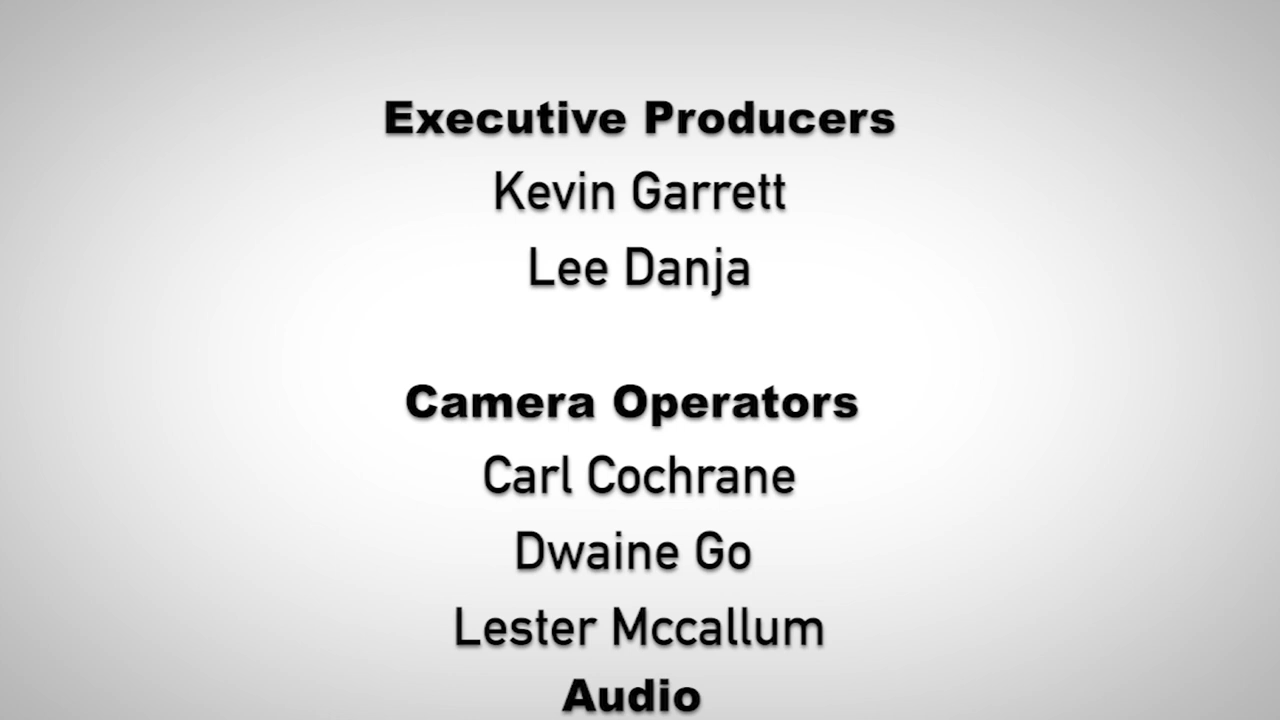 Executive Producers
Kevin Garrett
Lee Danja
Camera Operators
Carl Cochrane
Dwaine Go
Lester Mccallum
Audio